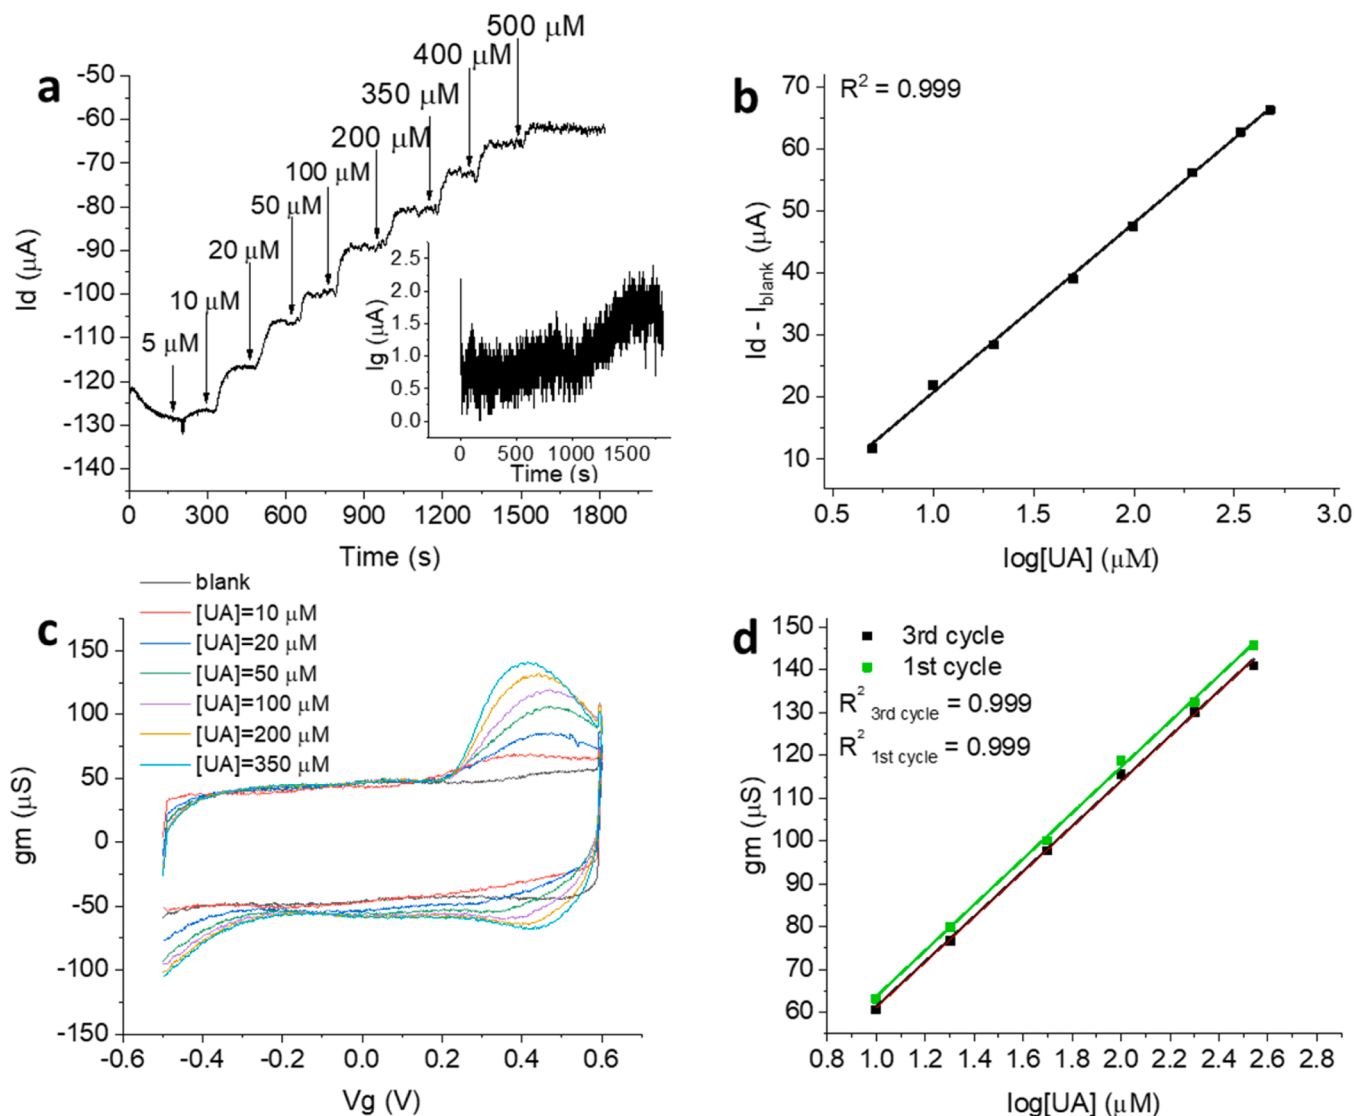 a
5 μM
10 μM
20 μM
50 μM
100 μM
200 μM
350 μM
400 μM
500 μM
-50
-60
-70
-80
-90
-100
-110
-120
-130
-140
Id (μA)
0 300 600 900 1200 1500 1800
Time (s)
2.5
2.0
1.5
1.0
0.5
0.0
Ig (μA)
0 500 1000 1500
Time (s)
b
R² = 0.999
70
60
50
40
30
20
10
Id - I_blank (μA)
0.5 1.0 1.5 2.0 2.5 3.0
log[UA] (μM)
c
blank
[UA]=10 μM
[UA]=20 μM
[UA]=50 μM
[UA]=100 μM
[UA]=200 μM
[UA]=350 μM
150
100
50
0
-50
-100
-150
gm (μS)
-0.6 -0.4 -0.2 0.0 0.2 0.4 0.6
Vg (V)
d
3rd cycle
1st cycle
R² 3rd cycle = 0.999
R² 1st cycle = 0.999
150
140
130
120
110
100
90
80
70
60
gm (μS)
0.8 1.0 1.2 1.4 1.6 1.8 2.0 2.2 2.4 2.6 2.8
log[UA] (μM)